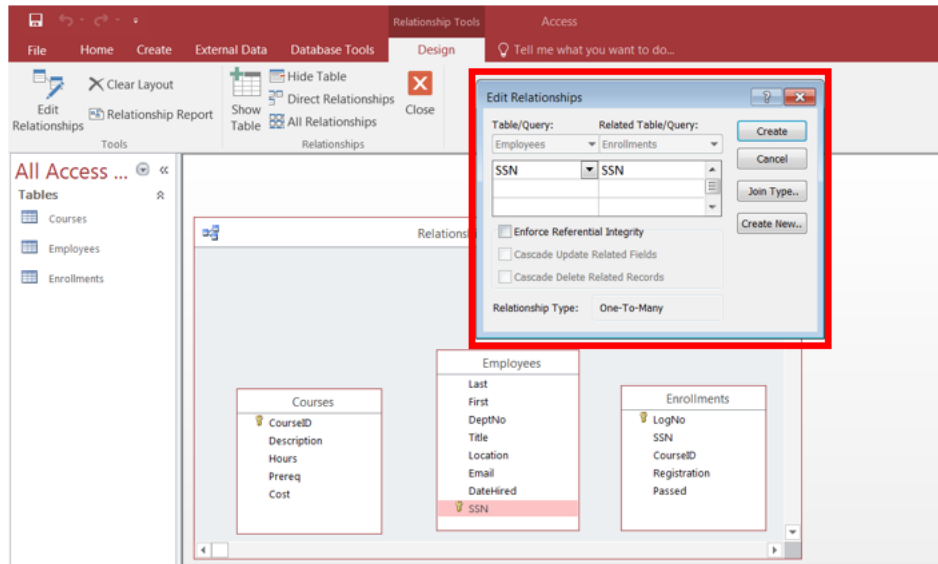 Relationship Tools
Access
File
Home
Create
External Data
Database Tools
Design
Tell me what you want to do...
Edit
Relationships
Clear Layout
Relationship Report
Tools
Show
Table
Hide Table
Direct Relationships
All Relationships
Relationships
Close
Edit Relationships
?
Table/Query:
Related Table/Query:
Employees
Enrollments
SSN
SSN
Create
Cancel
Join Type..
Create New..
Enforce Referential Integrity
Cascade Update Related Fields
Cascade Delete Related Records
Relationship Type:
One-To-Many
All Access ...
Tables
Courses
Employees
Enrollments
Courses
CourseID
Description
Hours
Prereq
Cost
Employees
Last
First
DeptNo
Title
Location
Email
DateHired
SSN
Enrollments
LogNo
SSN
CourseID
Registration
Passed